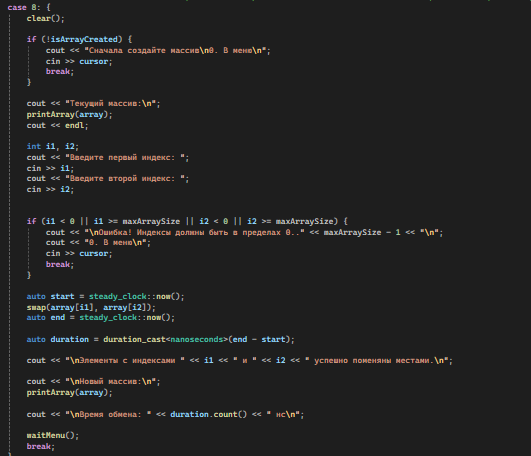 case 8: {
clear();
if (!isArrayCreated) {
cout << "Сначала создайте массив\n0. В меню\n";
cin >> cursor;
break;
}
cout << "Текущий массив:\n";
printArray(array);
cout << endl;
int i1, i2;
cout << "Введите первый индекс: ";
cin >> i1;
cout << "Введите второй индекс: ";
cin >> i2;
if (i1 < 0 || i1 >= maxArraySize || i2 < 0 || i2 >= maxArraySize) {
cout << "\nОшибка! Индексы должны быть в пределах 0.." << maxArraySize - 1 << "\n";
cout << "0. В меню\n";
cin >> cursor;
break;
}
auto start = steady_clock::now();
swap(array[i1], array[i2]);
auto end = steady_clock::now();
auto duration = duration_cast<nanoseconds>(end - start);
cout << "\nЭлементы с индексами " << i1 << " и " << i2 << " успешно поменяны местами.\n";
cout << "\nНовый массив:\n";
printArray(array);
cout << "\nВремя обмена: " << duration.count() << " нс\n";
waitMenu();
break;
}